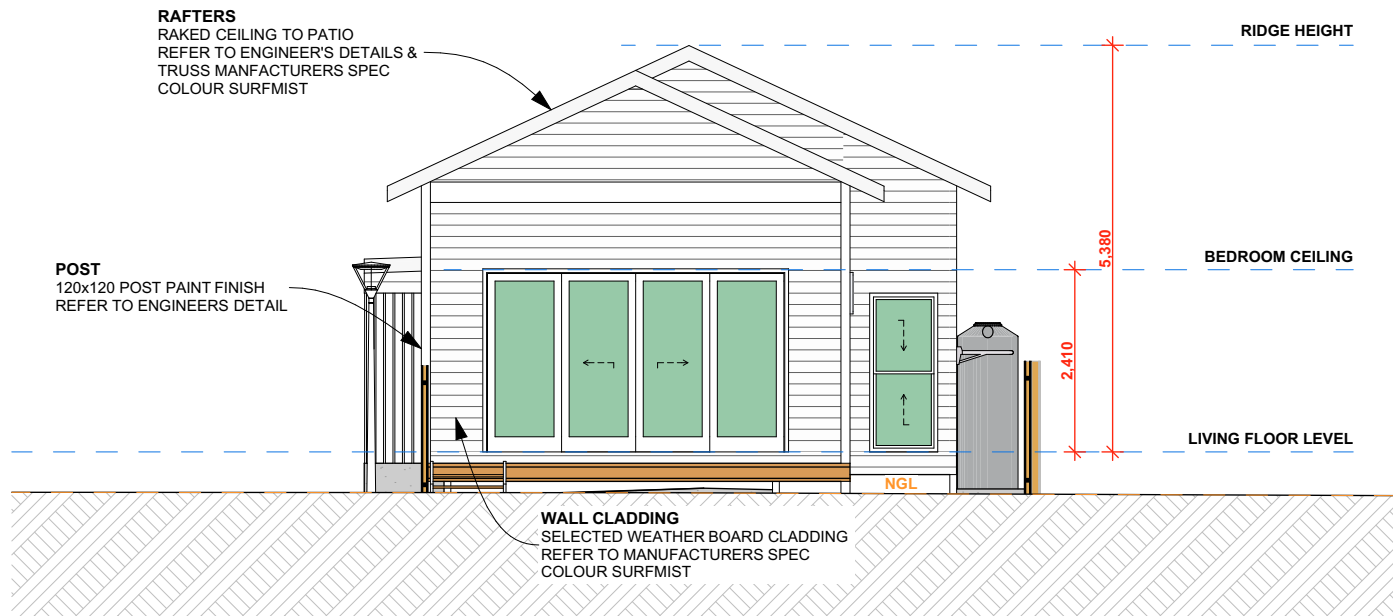 RAFTERS
RAKED CEILING TO PATIO
REFER TO ENGINEER'S DETAILS &
TRUSS MANFACTURERS SPEC
COLOUR SURFMIST
RIDGE HEIGHT
5,380
BEDROOM CEILING
POST
120x120 POST PAINT FINISH
REFER TO ENGINEERS DETAIL
2,410
LIVING FLOOR LEVEL
NGL
WALL CLADDING
SELECTED WEATHER BOARD CLADDING
REFER TO MANUFACTURERS SPEC
COLOUR SURFMIST